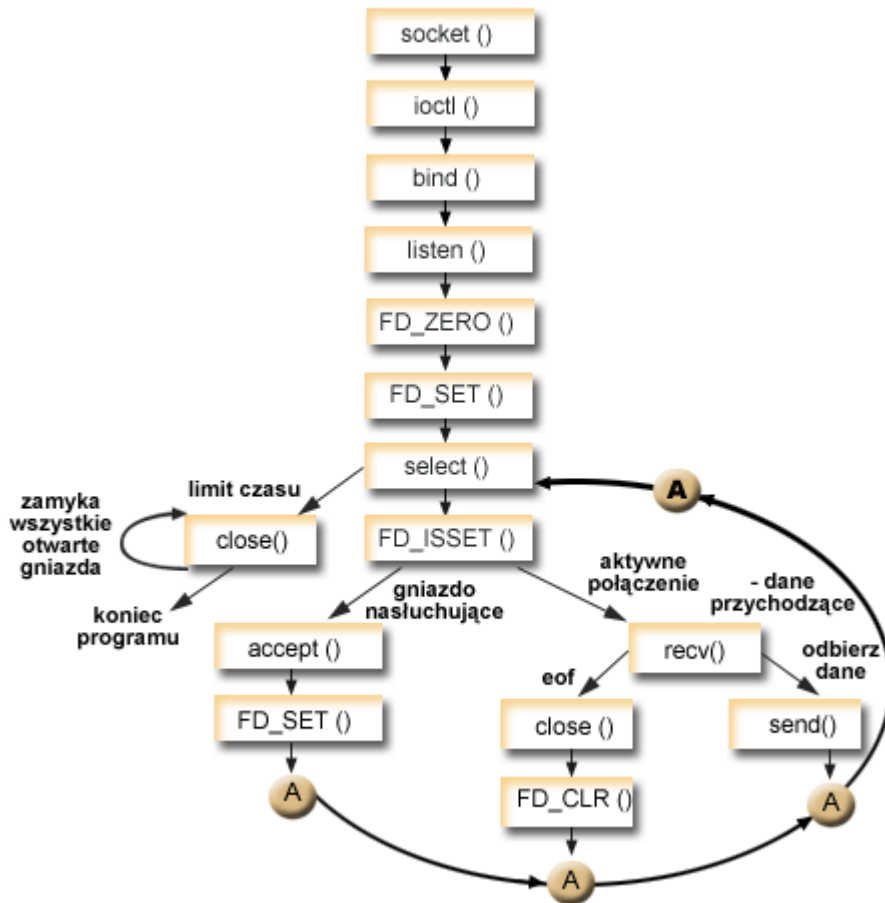 socket ()
ioctl ()
bind ()
listen ()
FD_ZERO ()
FD_SET ()
select ()
A
limit czasu
zamyka
wszystkie
otwarte
gniazda
close()
FD_ISSET ()
koniec
programu
gniazdo
nasłuchujące
aktywne
połączenie
- dane
przychodzące
accept ()
recv()
eof
odbierz
dane
FD_SET ()
close ()
send()
A
FD_CLR ()
A
A